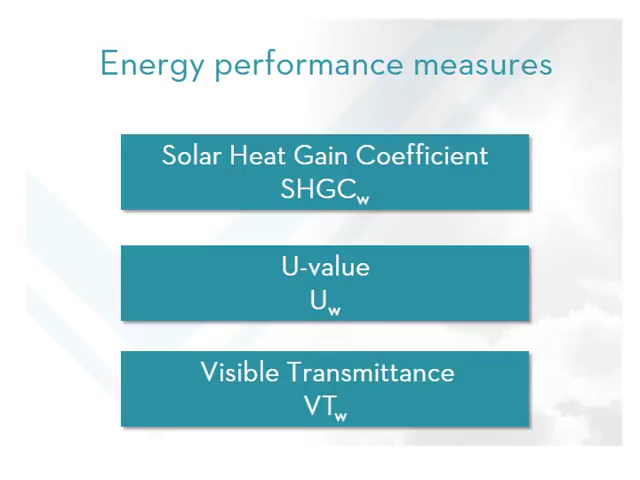 Energy performance measures
Solar Heat Gain Coefficient
SHGCw
U-value
Uw
Visible Transmittance
VTw